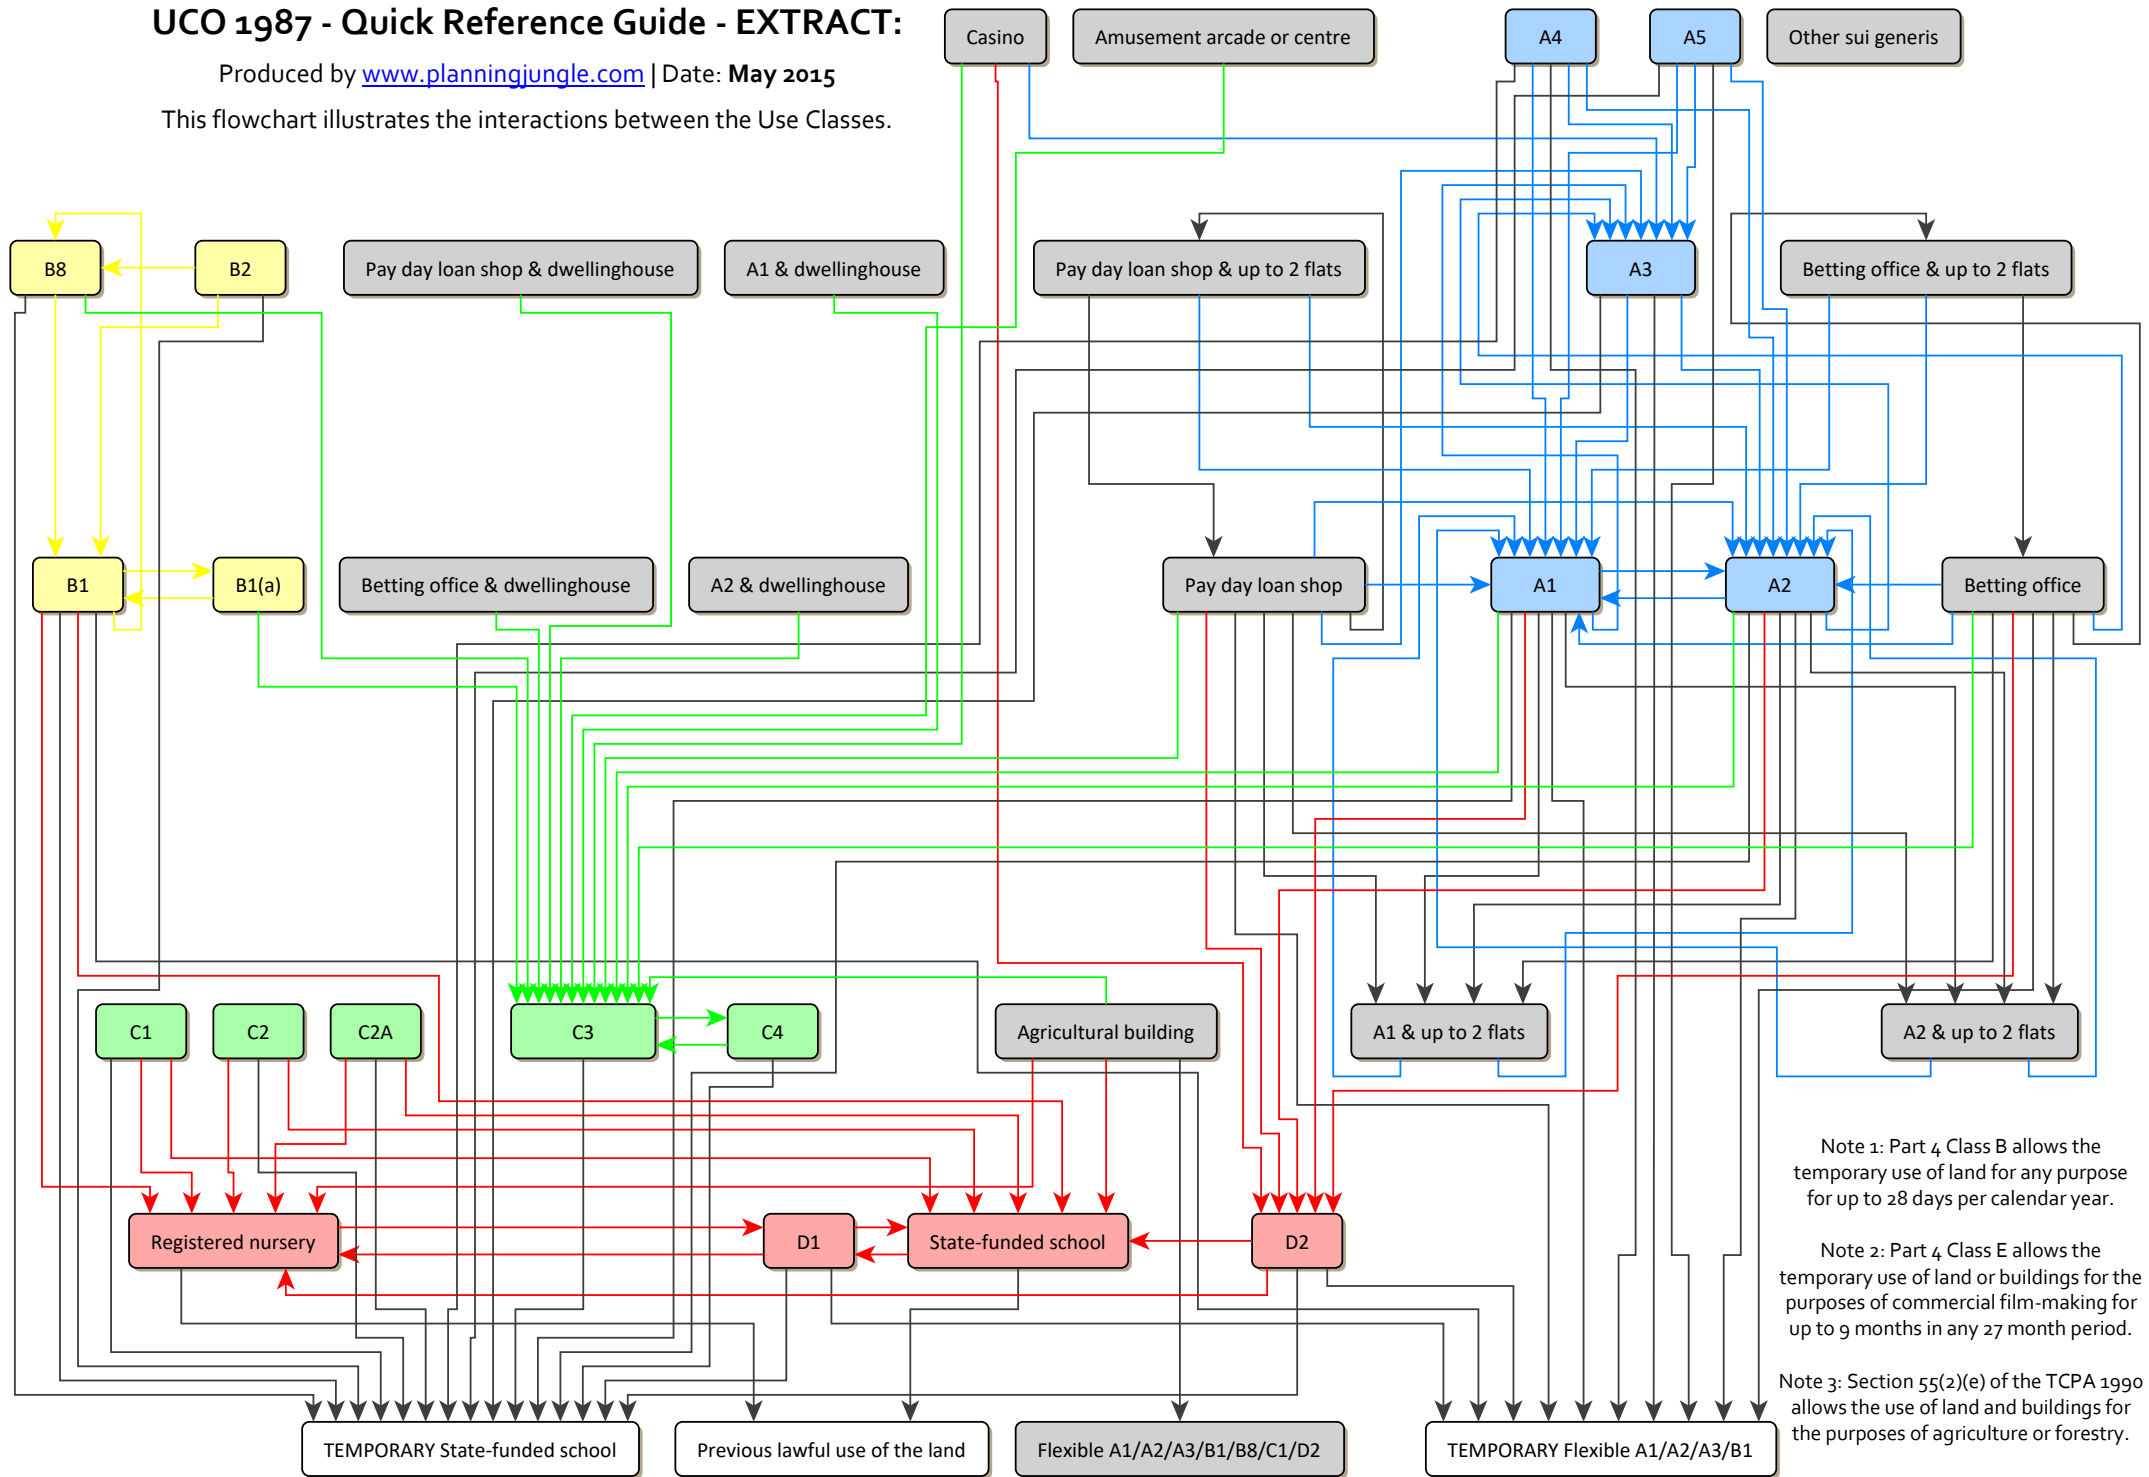 UCO 1987 - Quick Reference Guide - EXTRACT:
Produced by www.planningjungle.com | Date: May 2015
This flowchart illustrates the interactions between the Use Classes.
Casino
Amusement arcade or centre
A4
A5
Other sui generis
B8
B2
Pay day loan shop & dwellinghouse
A1 & dwellinghouse
Pay day loan shop & up to 2 flats
A3
Betting office & up to 2 flats
B1
B1(a)
Betting office & dwellinghouse
A2 & dwellinghouse
Pay day loan shop
A1
A2
Betting office
C1
C2
C2A
C3
C4
Agricultural building
A1 & up to 2 flats
A2 & up to 2 flats
Registered nursery
D1
State-funded school
D2
Note 1: Part 4 Class B allows the
temporary use of land for any purpose
for up to 28 days per calendar year.
Note 2: Part 4 Class E allows the
temporary use of land or buildings for the
purposes of commercial film-making for
up to 9 months in any 27 month period.
Note 3: Section 55(2)(e) of the TCPA 1990
allows the use of land and buildings for
the purposes of agriculture or forestry.
TEMPORARY State-funded school
Previous lawful use of the land
Flexible A1/A2/A3/B1/B8/C1/D2
TEMPORARY Flexible A1/A2/A3/B1